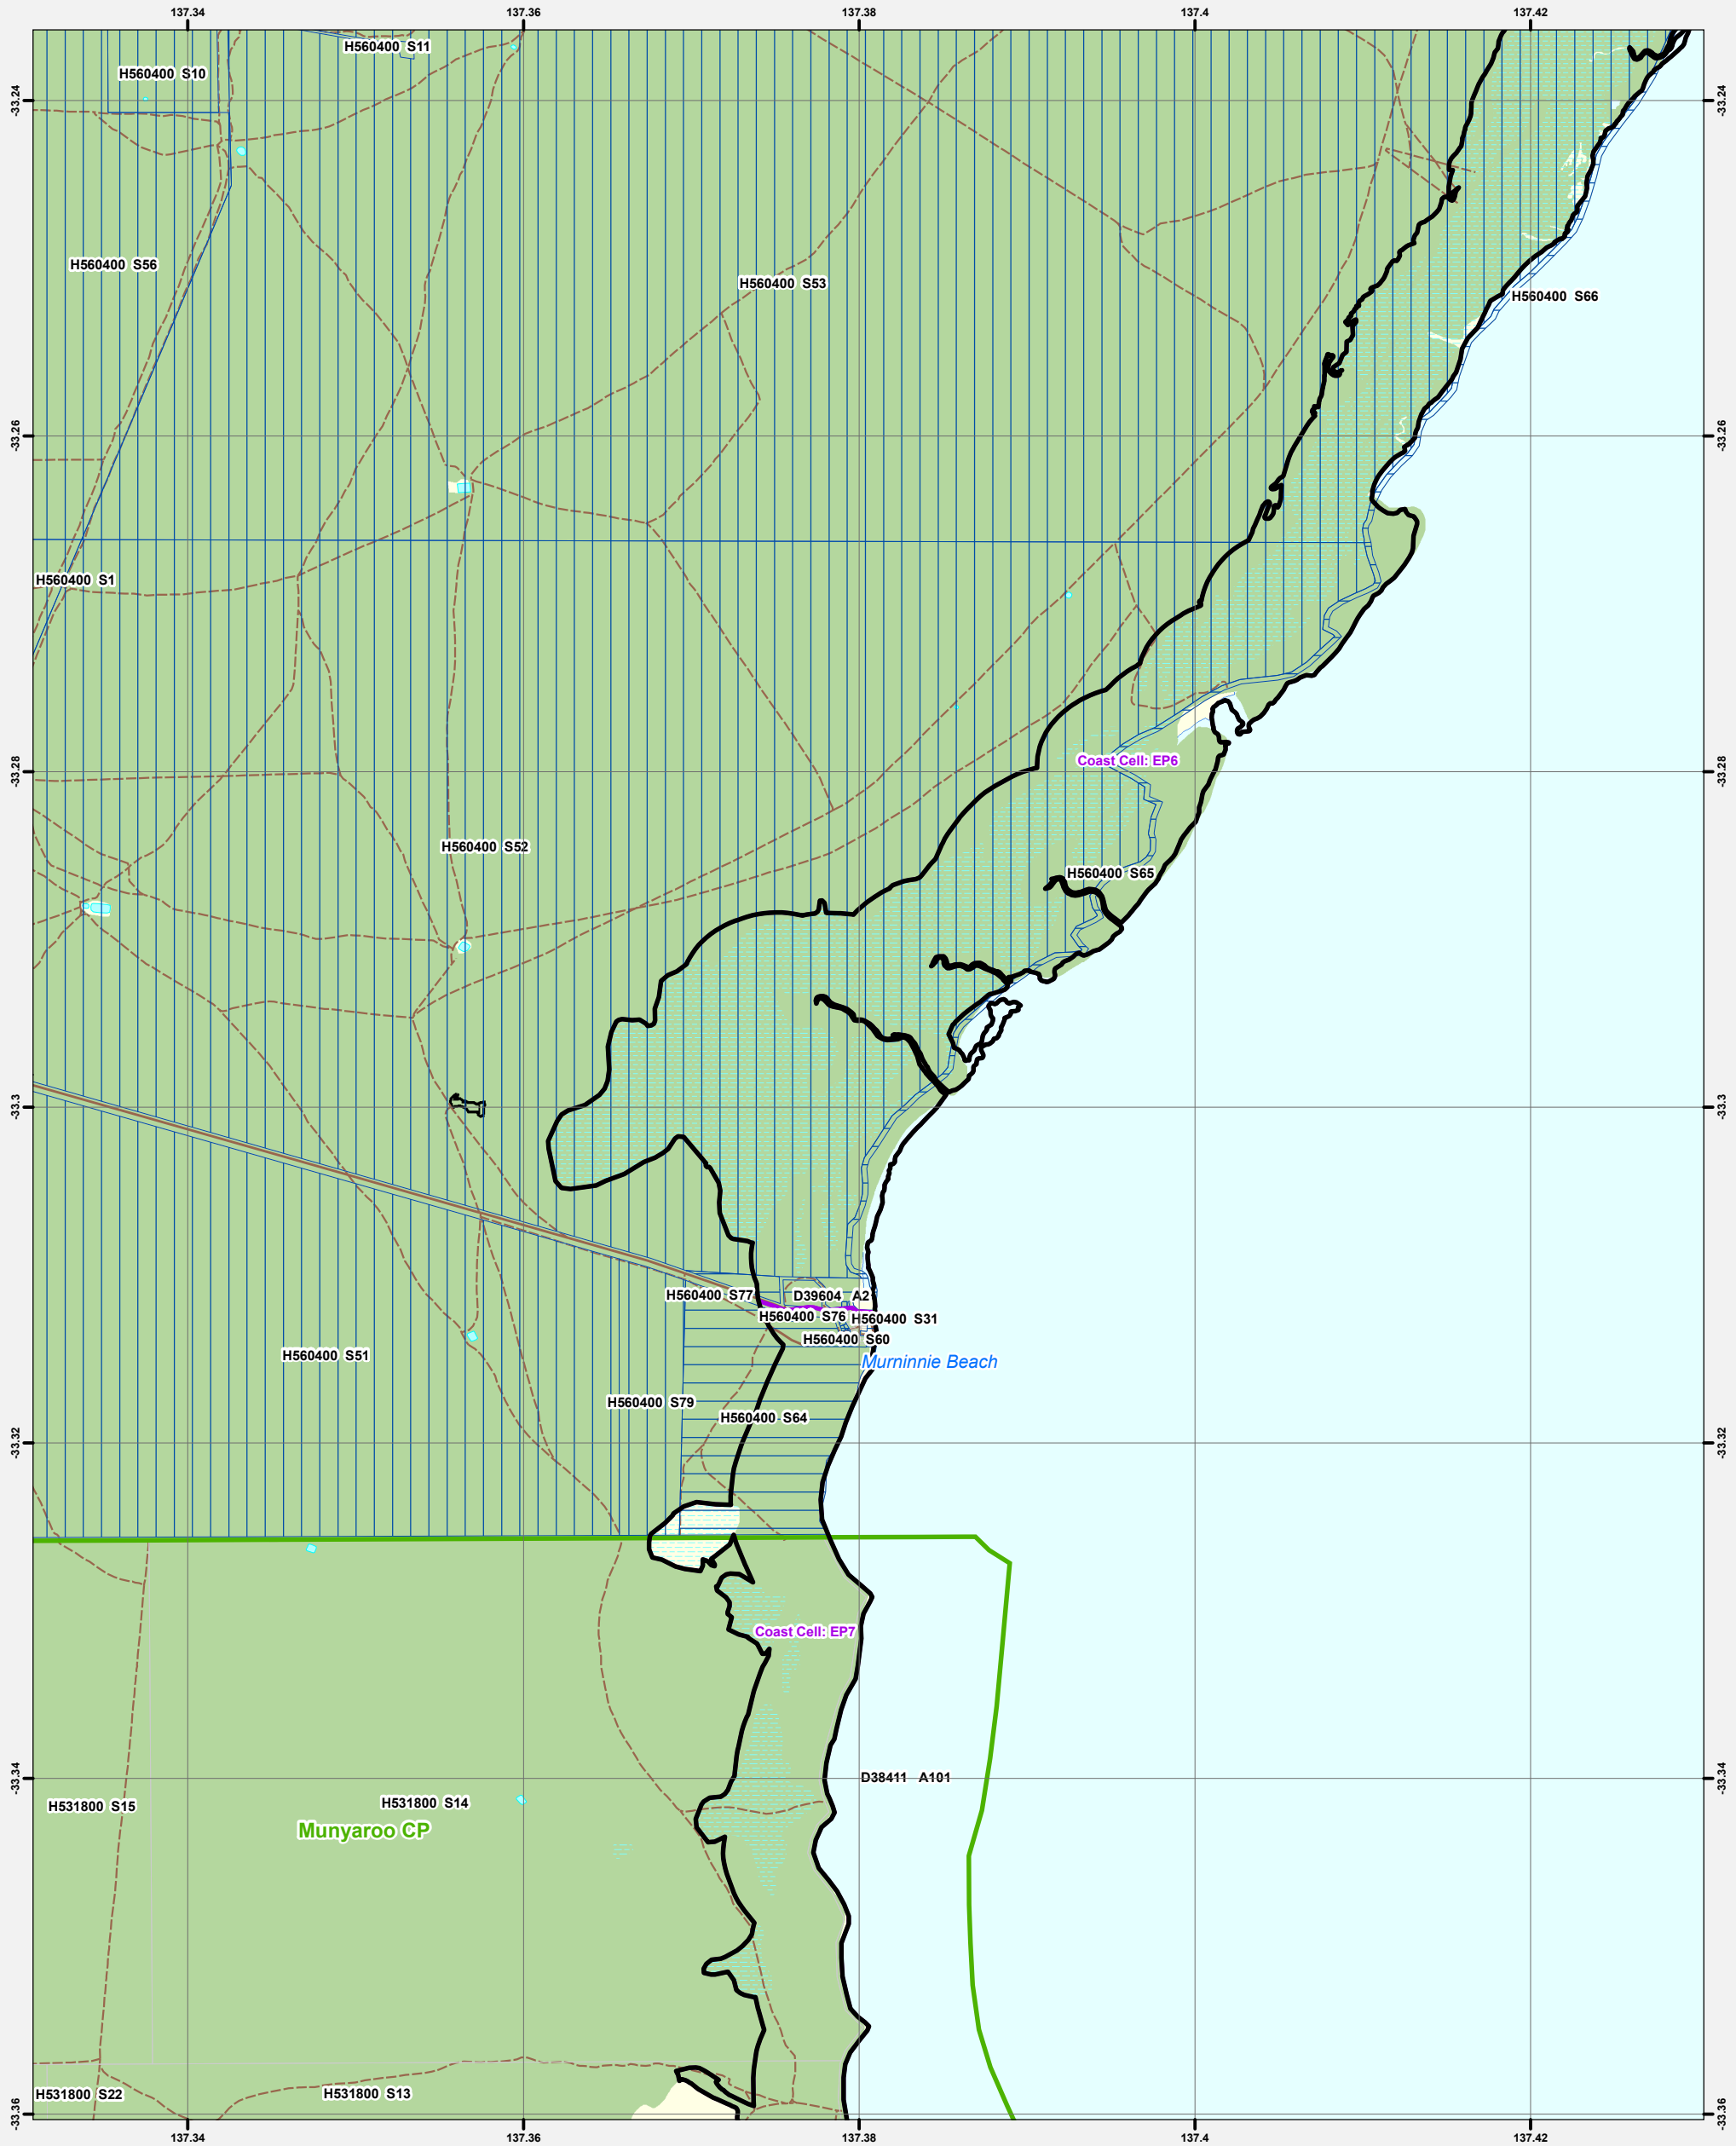 137.34 137.36 137.38 137.4 137.42
H560400 S11
H560400 S10
-33.24 -33.24
H560400 S56
H560400 S53
H560400 S66
-33.26 -33.26
H560400 S1
Coast Cell: EP6
-33.28 -33.28
H560400 S52
H560400 S65
-33.3 -33.3
H560400 S77
D39604 A2
H560400 S76
H560400 S31
H560400 S60
H560400 S51
Murninnie Beach
H560400 S79
H560400 S64
-33.32 -33.32
Coast Cell: EP7
-33.34 -33.34
D38411 A101
H531800 S15
H531800 S14
Munyaroo CP
H531800 S22
H531800 S13
-33.36 -33.36
137.34 137.36 137.38 137.4 137.42